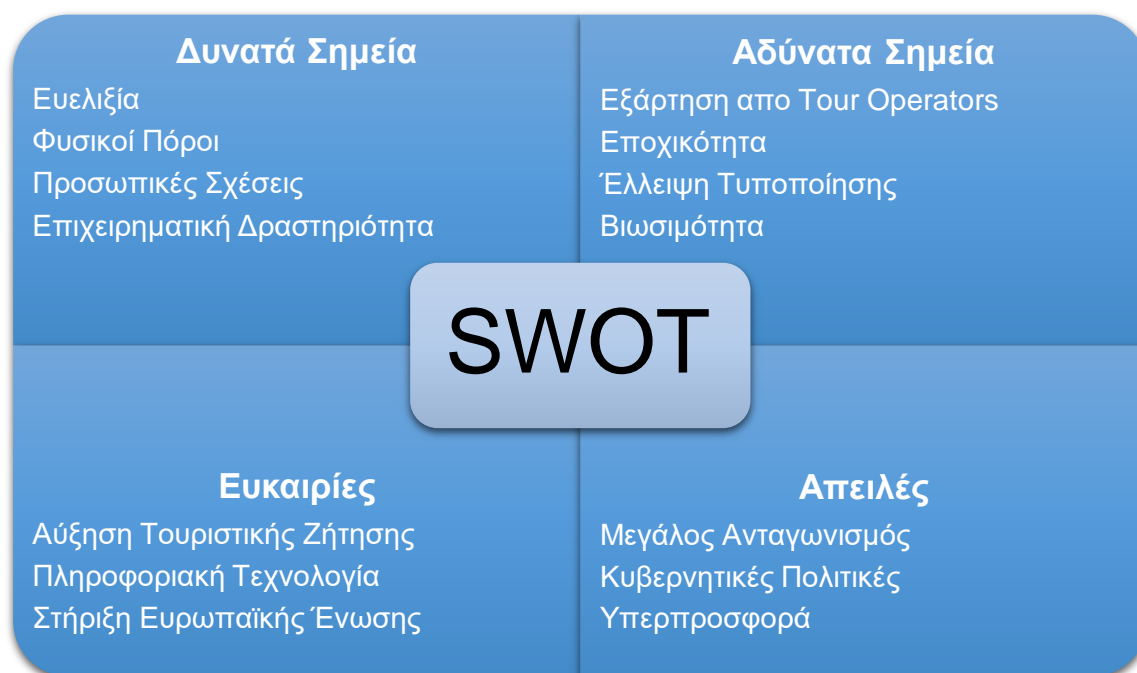 Δυνατά Σημεία
Ευελιξία
Φυσικοί Πόροι
Προσωπικές Σχέσεις
Επιχειρηματική Δραστηριότητα
Αδύνατα Σημεία
Εξάρτηση απο Tour Operators
Εποχικότητα
Έλλειψη Τυποποίησης
Βιωσιμότητα
SWOT
Ευκαιρίες
Αύξηση Τουριστικής Ζήτησης
Πληροφοριακή Τεχνολογία
Στήριξη Ευρωπαϊκής Ένωσης
Απειλές
Μεγάλος Ανταγωνισμός
Κυβερνητικές Πολιτικές
Υπερπροσφορά